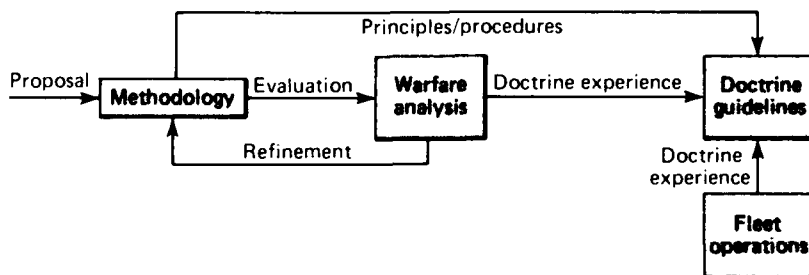 Principles/procedures
Proposal
Methodology
Evaluation
Warfare
analysis
Doctrine experience
Doctrine
guidelines
Refinement
Doctrine
experience
Fleet
operations